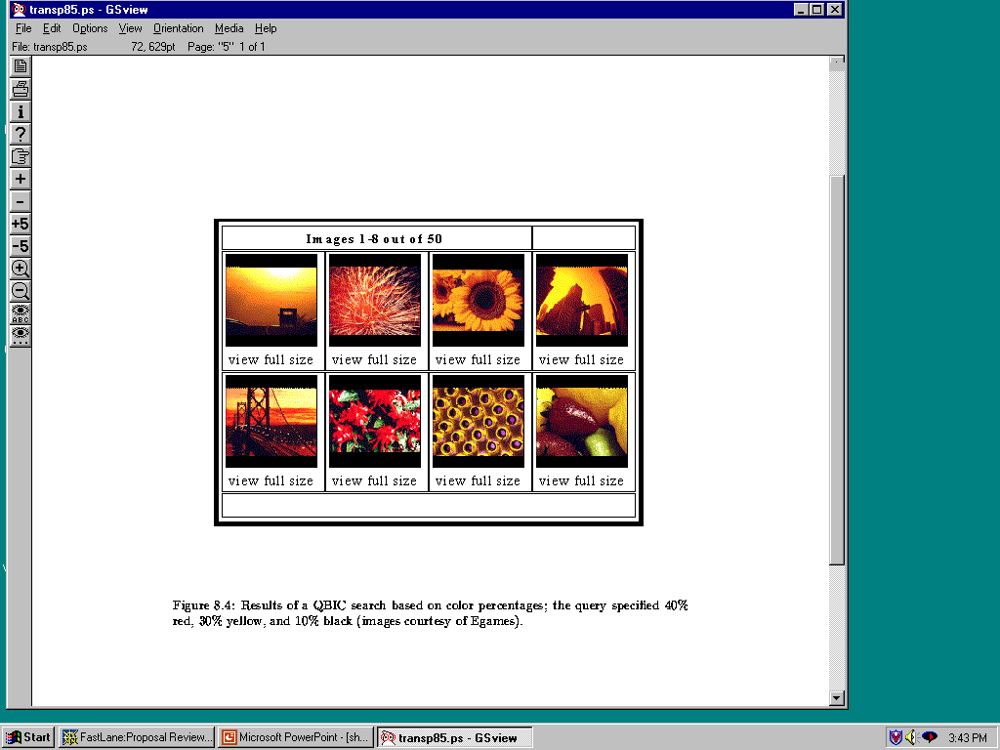 transp85.ps - GSview
File Edit Options View Orientation Media Help
File: transp85.ps 72, 629pt Page: "5" 1 of 1
i
?
+
-
+5
-5
ABC
Images 1-8 out of 50
view full size view full size view full size view full size
view full size view full size view full size view full size
Figure 8.4: Results of a QBIC search based on color percentages; the query specified 40%
red, 30% yellow, and 10% black (images courtesy of Egames).
Start FastLane:Proposal Review... Microsoft PowerPoint - [sh... transp85.ps - GSview 3:43 PM